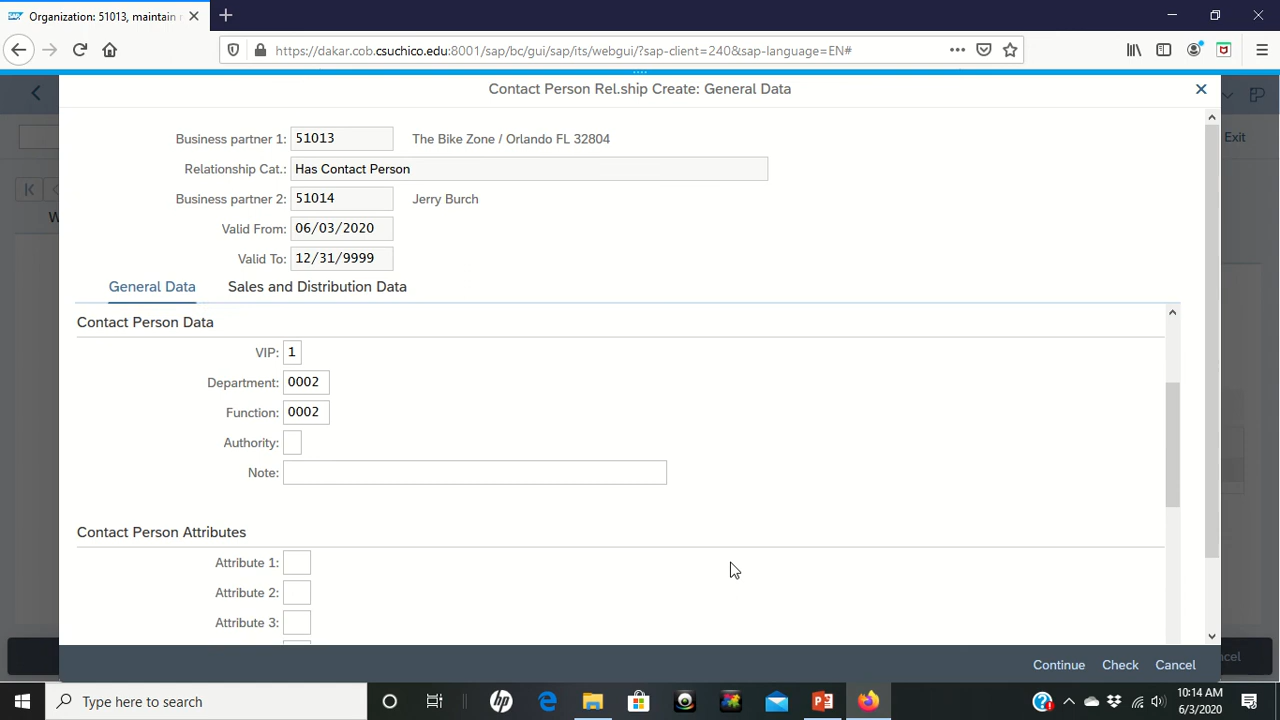 Organization: 51013, maintain
https://dakar.cob.csuchico.edu:8001/sap/bc/gui/sap/its/webgui/?sap-client=240&sap-language=EN#
Contact Person Rel.ship Create: General Data
Exit
Business partner 1: 51013 The Bike Zone / Orlando FL 32804
Relationship Cat.: Has Contact Person
Business partner 2: 51014 Jerry Burch
Valid From: 06/03/2020
Valid To: 12/31/9999
General Data Sales and Distribution Data
Contact Person Data
VIP: 1
Department: 0002
Function: 0002
Authority:
Note:
Contact Person Attributes
Attribute 1:
Attribute 2:
Attribute 3:
Continue Check Cancel
Type here to search
10:14 AM
6/3/2020